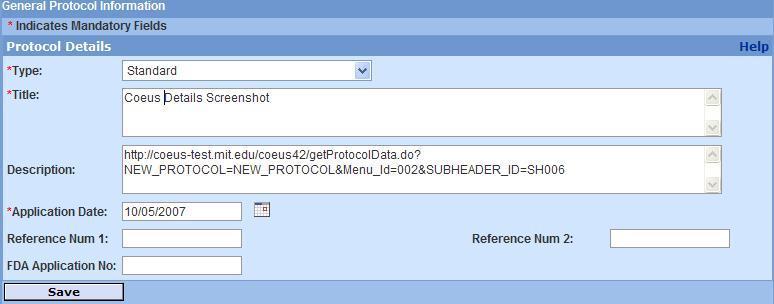 General Protocol Information
* Indicates Mandatory Fields
Protocol Details Help
*Type: Standard
*Title: Coeus Details Screenshot
Description: http://coeus-test.mit.edu/coeus42/getProtocolData.do?
NEW_PROTOCOL=NEW_PROTOCOL&Menu_Id=002&SUBHEADER_ID=SH006
*Application Date: 10/05/2007
Reference Num 1: Reference Num 2:
FDA Application No:
Save